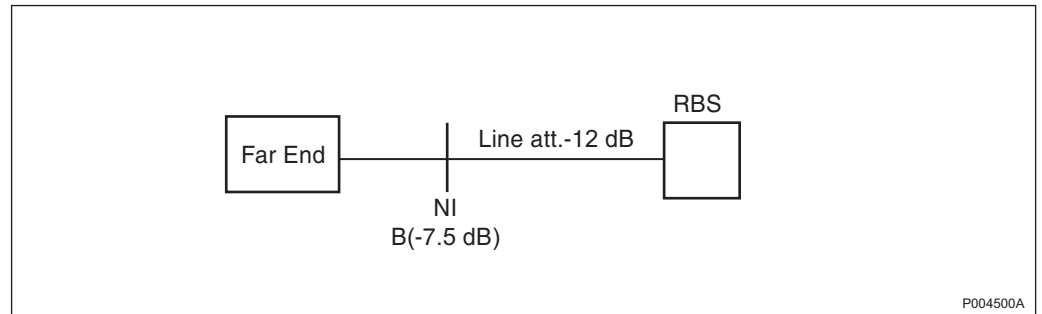 RBS
Line att.-12 dB
Far End
NI
B(-7.5 dB)
P004500A